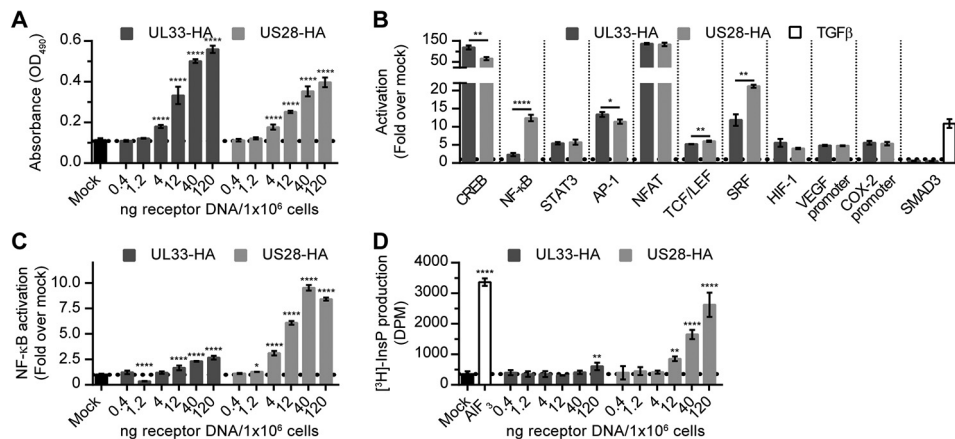 A
UL33-HA US28-HA
Absorbance (OD490)
0.6
0.4
0.2
0.0
**** **** **** **** **** **** **** ****
Mock 0.4 1.2 4 12 40 120 0.4 1.2 4 12 40 120
ng receptor DNA/1x10⁶ cells
B
UL33-HA US28-HA TGFβ
Activation
(Fold over mock)
150
50
20
15
10
5
0
** **** * ** **
CREB NF-κB STAT3 AP-1 NFAT TCF/LEF SRF HIF-1 VEGF promoter COX-2 promoter SMAD3
C
UL33-HA US28-HA
NF-κB activation
(Fold over mock)
10.0
7.5
5.0
2.5
0.0
**** **** **** **** * **** **** **** ****
Mock 0.4 1.2 4 12 40 120 0.4 1.2 4 12 40 120
ng receptor DNA/1x10⁶ cells
D
UL33-HA US28-HA
[³H]-InsP production
(DPM)
4000
3000
2000
1000
0
**** ** ** **** ****
Mock AlF3 0.4 1.2 4 12 40 120 0.4 1.2 4 12 40 120
ng receptor DNA/1x10⁶ cells